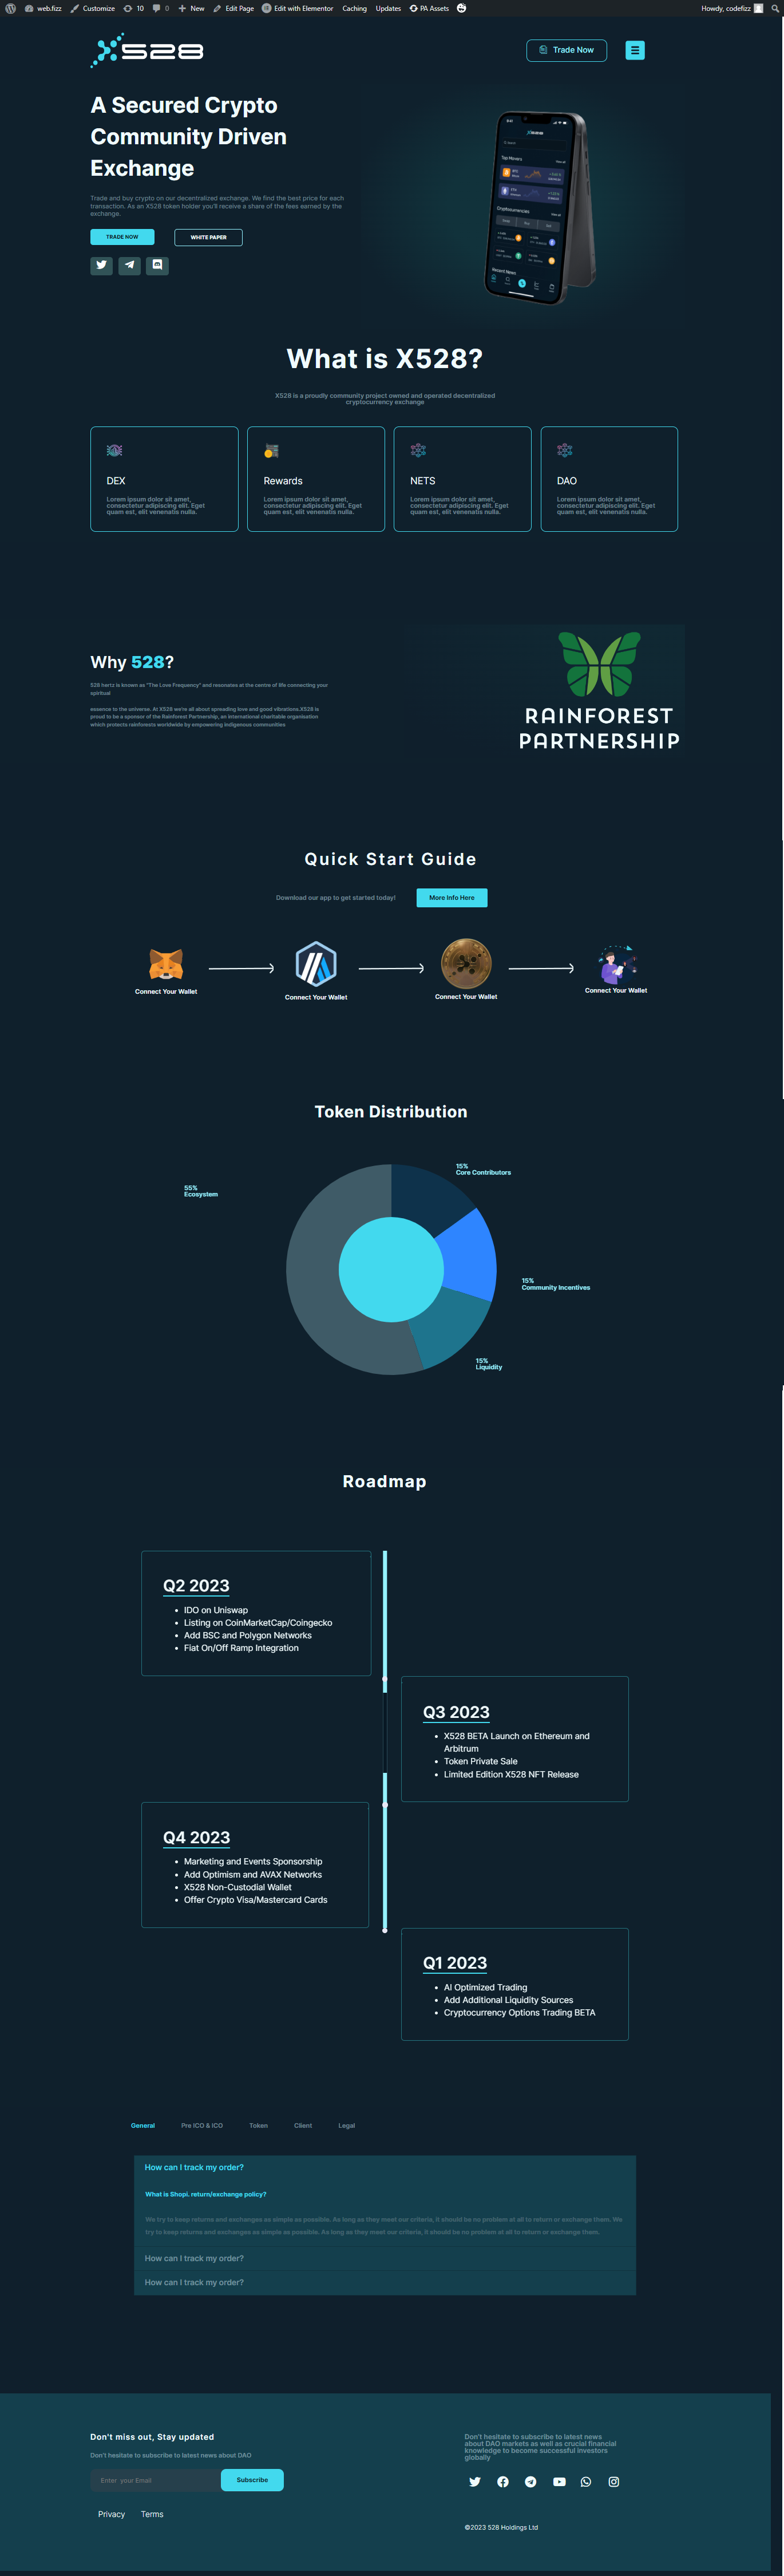 web.fizz Customize 10 0 New Edit Page Edit with Elementor Caching Updates PA Assets Howdy, codefizz
X528
Trade Now
A Secured Crypto
Community Driven
Exchange
Trade and buy crypto on our decentralized exchange. We find the best price for each
transaction. As an X528 token holder you'll receive a share of the fees earned by the
exchange.
TRADE NOW
WHITE PAPER
9:41
Search
Top Movers
View all
Cryptocurrencies
View all
Recent News
What is X528?
X528 is a proudly community project owned and operated decentralized
cryptocurrency exchange
DEX
Lorem ipsum dolor sit amet,
consectetur adipiscing elit. Eget
quam est, elit venenatis nulla.
Rewards
Lorem ipsum dolor sit amet,
consectetur adipiscing elit. Eget
quam est, elit venenatis nulla.
NETS
Lorem ipsum dolor sit amet,
consectetur adipiscing elit. Eget
quam est, elit venenatis nulla.
DAO
Lorem ipsum dolor sit amet,
consectetur adipiscing elit. Eget
quam est, elit venenatis nulla.
Why 528?
528 hertz is known as "The Love Frequency" and resonates at the centre of life connecting your
spiritual
essence to the universe. At X528 we're all about spreading love and good vibrations.X528 is
proud to be a sponsor of the Rainforest Partnership, an international charitable organisation
which protects rainforests worldwide by empowering indigenous communities
RAINFOREST
PARTNERSHIP
Quick Start Guide
Download our app to get started today!
More Info Here
Connect Your Wallet
Connect Your Wallet
Connect Your Wallet
Connect Your Wallet
Token Distribution
15%
Core Contributors
55%
Ecosystem
15%
Community Incentives
15%
Liquidity
Roadmap
Q2 2023
• IDO on Uniswap
• Listing on CoinMarketCap/Coingecko
• Add BSC and Polygon Networks
• Fiat On/Off Ramp Integration
Q3 2023
• X528 BETA Launch on Ethereum and
Arbitrum
• Token Private Sale
• Limited Edition X528 NFT Release
Q4 2023
• Marketing and Events Sponsorship
• Add Optimism and AVAX Networks
• X528 Non-Custodial Wallet
• Offer Crypto Visa/Mastercard Cards
Q1 2023
• AI Optimized Trading
• Add Additional Liquidity Sources
• Cryptocurrency Options Trading BETA
General Pre ICO & ICO Token Client Legal
How can I track my order?
What is Shopi. return/exchange policy?
We try to keep returns and exchanges as simple as possible. As long as they meet our criteria, it should be no problem at all to return or exchange them. We
try to keep returns and exchanges as simple as possible. As long as they meet our criteria, it should be no problem at all to return or exchange them.
How can I track my order?
How can I track my order?
Don't miss out, Stay updated
Don't hesitate to subscribe to latest news about DAO
Enter your Email
Subscribe
Privacy Terms
Don't hesitate to subscribe to latest news
about DAO markets as well as crucial financial
knowledge to become successful investors
globally
©2023 528 Holdings Ltd